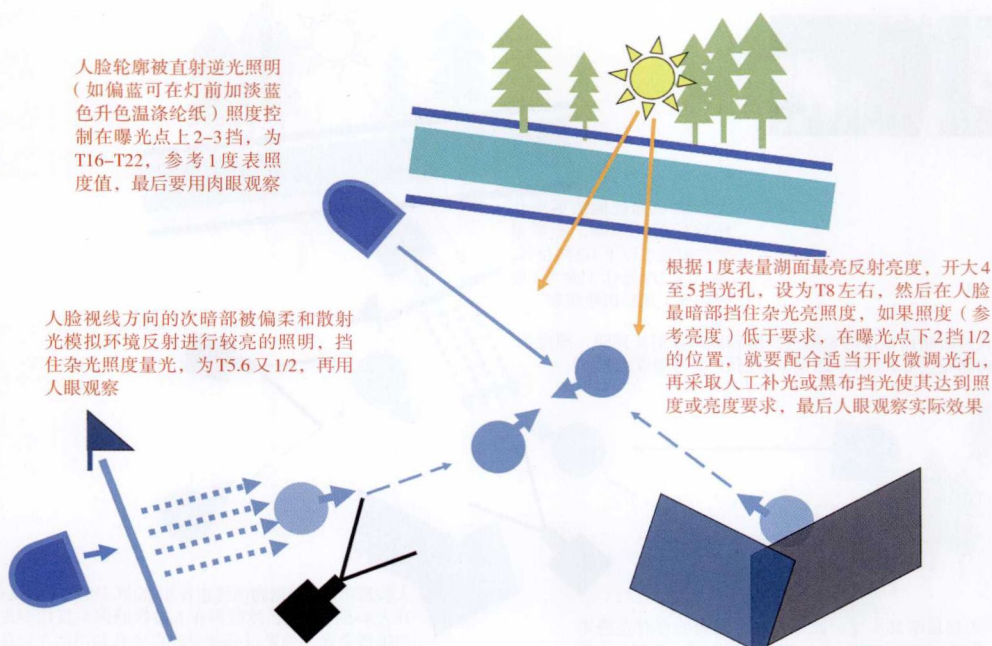 人脸轮廓被直射逆光照明
（如偏蓝可在灯前加淡蓝
色升色温涤纶纸）照度控
制在曝光点上2-3挡，为
T16-T22，参考1度表照
度值，最后要用肉眼观察
人脸视线方向的次暗部被偏柔和散射
光模拟环境反射进行较亮的照明，挡
住杂光照度量光，为T5.6又1/2，再用
人眼观察
根据1度表量湖面最亮反射亮度，开大4
至5挡光孔，设为T8左右，然后在人脸
最暗部挡住杂光亮照度，如果照度（参
考亮度）低于要求，在曝光点下2挡1/2
的位置，就要配合适当开收微调光孔，
再采取人工补光或黑布挡光使其达到照
度或亮度要求，最后人眼观察实际效果